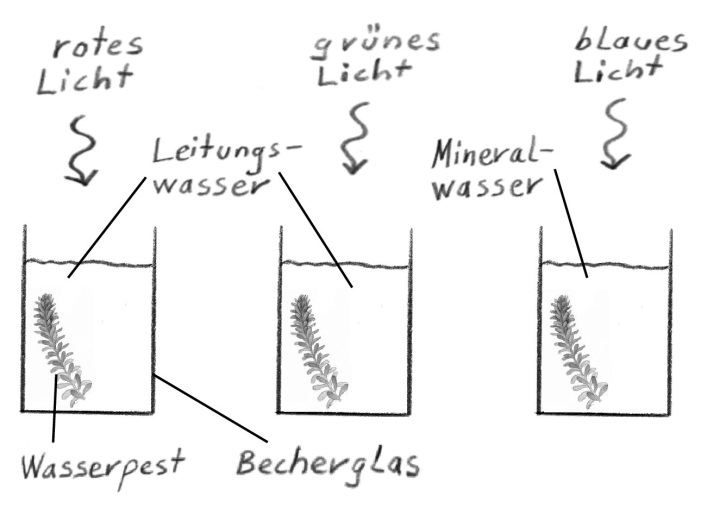 rotes
Licht
grünes
Licht
blaues
Licht
Leitungs-
wasser
Mineral-
wasser
Wasserpest
Becherglas